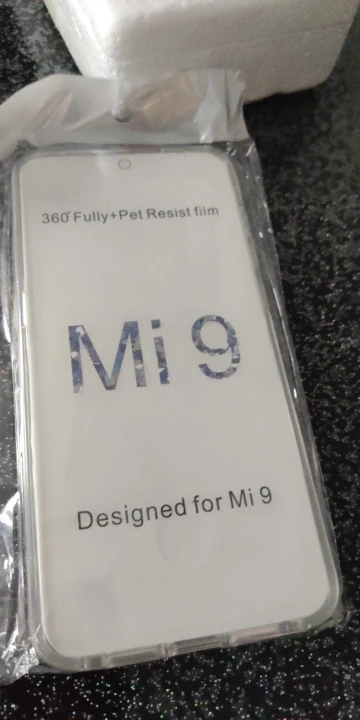 360° Fully+Pet Resist film
Mi 9
Designed for Mi 9